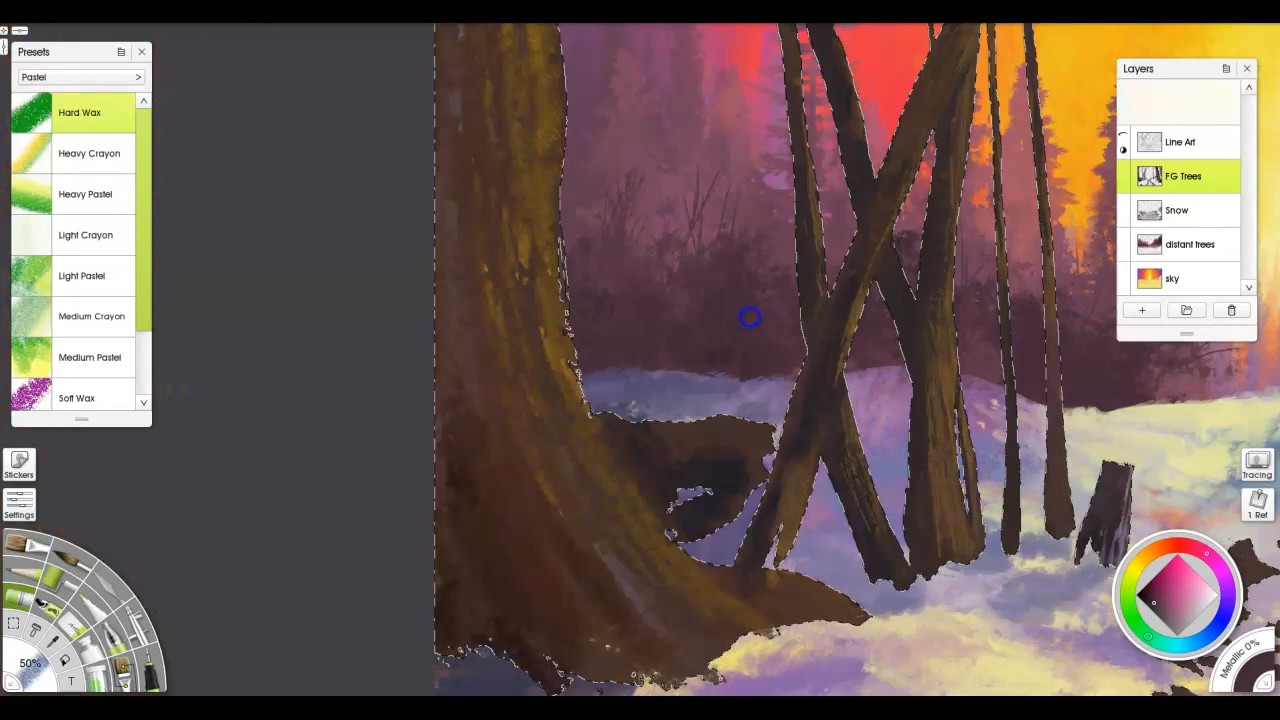 Presets
Pastel >
Hard Wax
Heavy Crayon
Heavy Pastel
Light Crayon
Light Pastel
Medium Crayon
Medium Pastel
Soft Wax
Stickers
Settings
50%
T
Layers
Line Art
FG Trees
Snow
distant trees
sky
+
Tracing
1 Ref
Metallic 0%